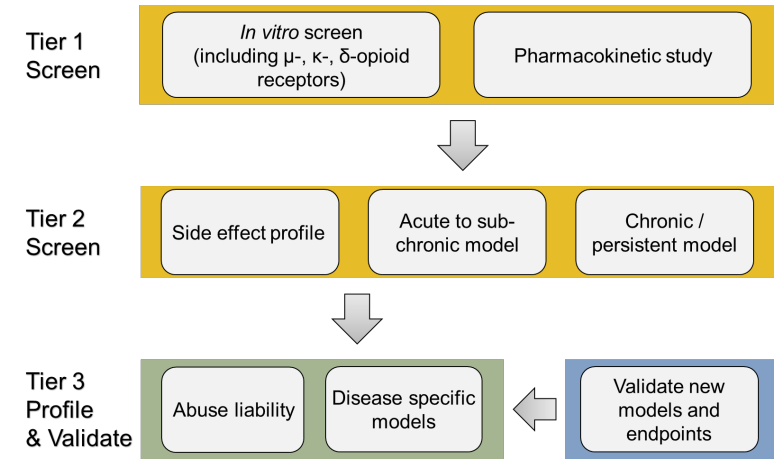 Tier 1
Screen
In vitro screen
(including μ-, κ-, δ-opioid
receptors)
Pharmacokinetic study
Tier 2
Screen
Side effect profile
Acute to sub-
chronic model
Chronic /
persistent model
Tier 3
Profile
& Validate
Abuse liability
Disease specific
models
Validate new
models and
endpoints